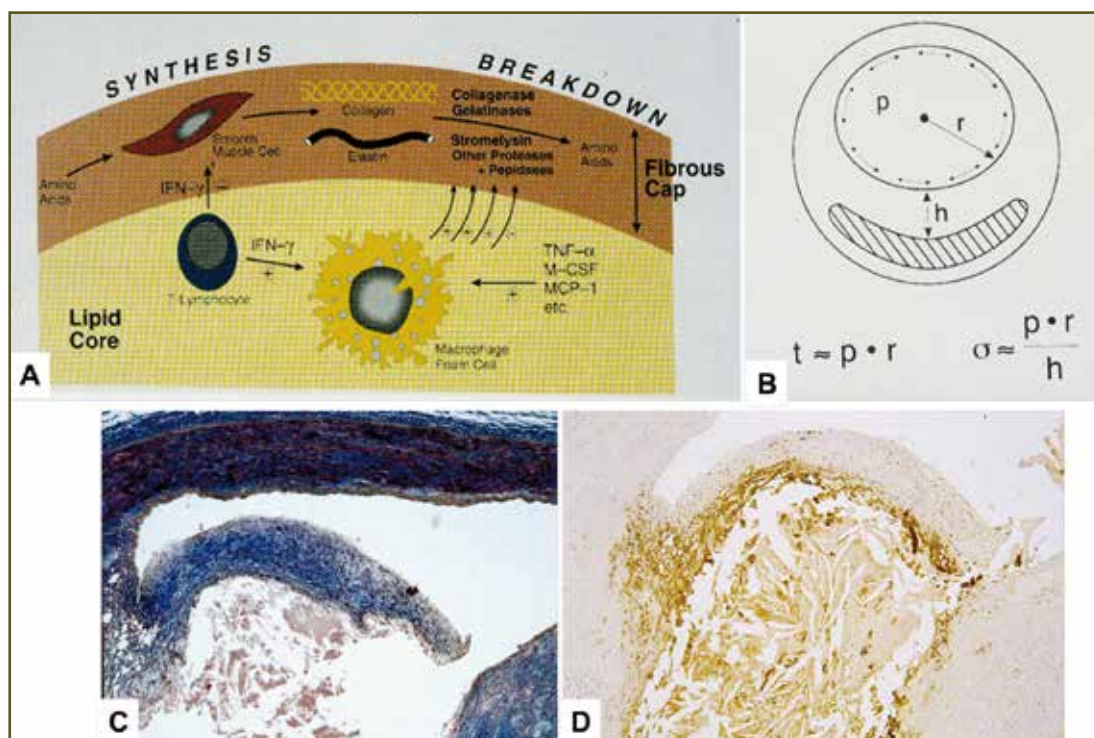 SYNTHESIS
BREAKDOWN
Collagen
Collagenase
Gelatinases
Smooth
Muscle Cell
Elastin
Stromelysin
Other Proteases
+ Pepidases
Amino
Acids
Fibrous
Cap
Amino
Acids
IFN-γ
–
IFN-γ
+
T-Lymphocyte
+ + + +
TNF-α
M-CSF
MCP-1
etc
+
Lipid
Core
Macrophage
Foam Cell
A
p
r
h
t ≈ p • r
σ ≈ p • r
h
B
C
D